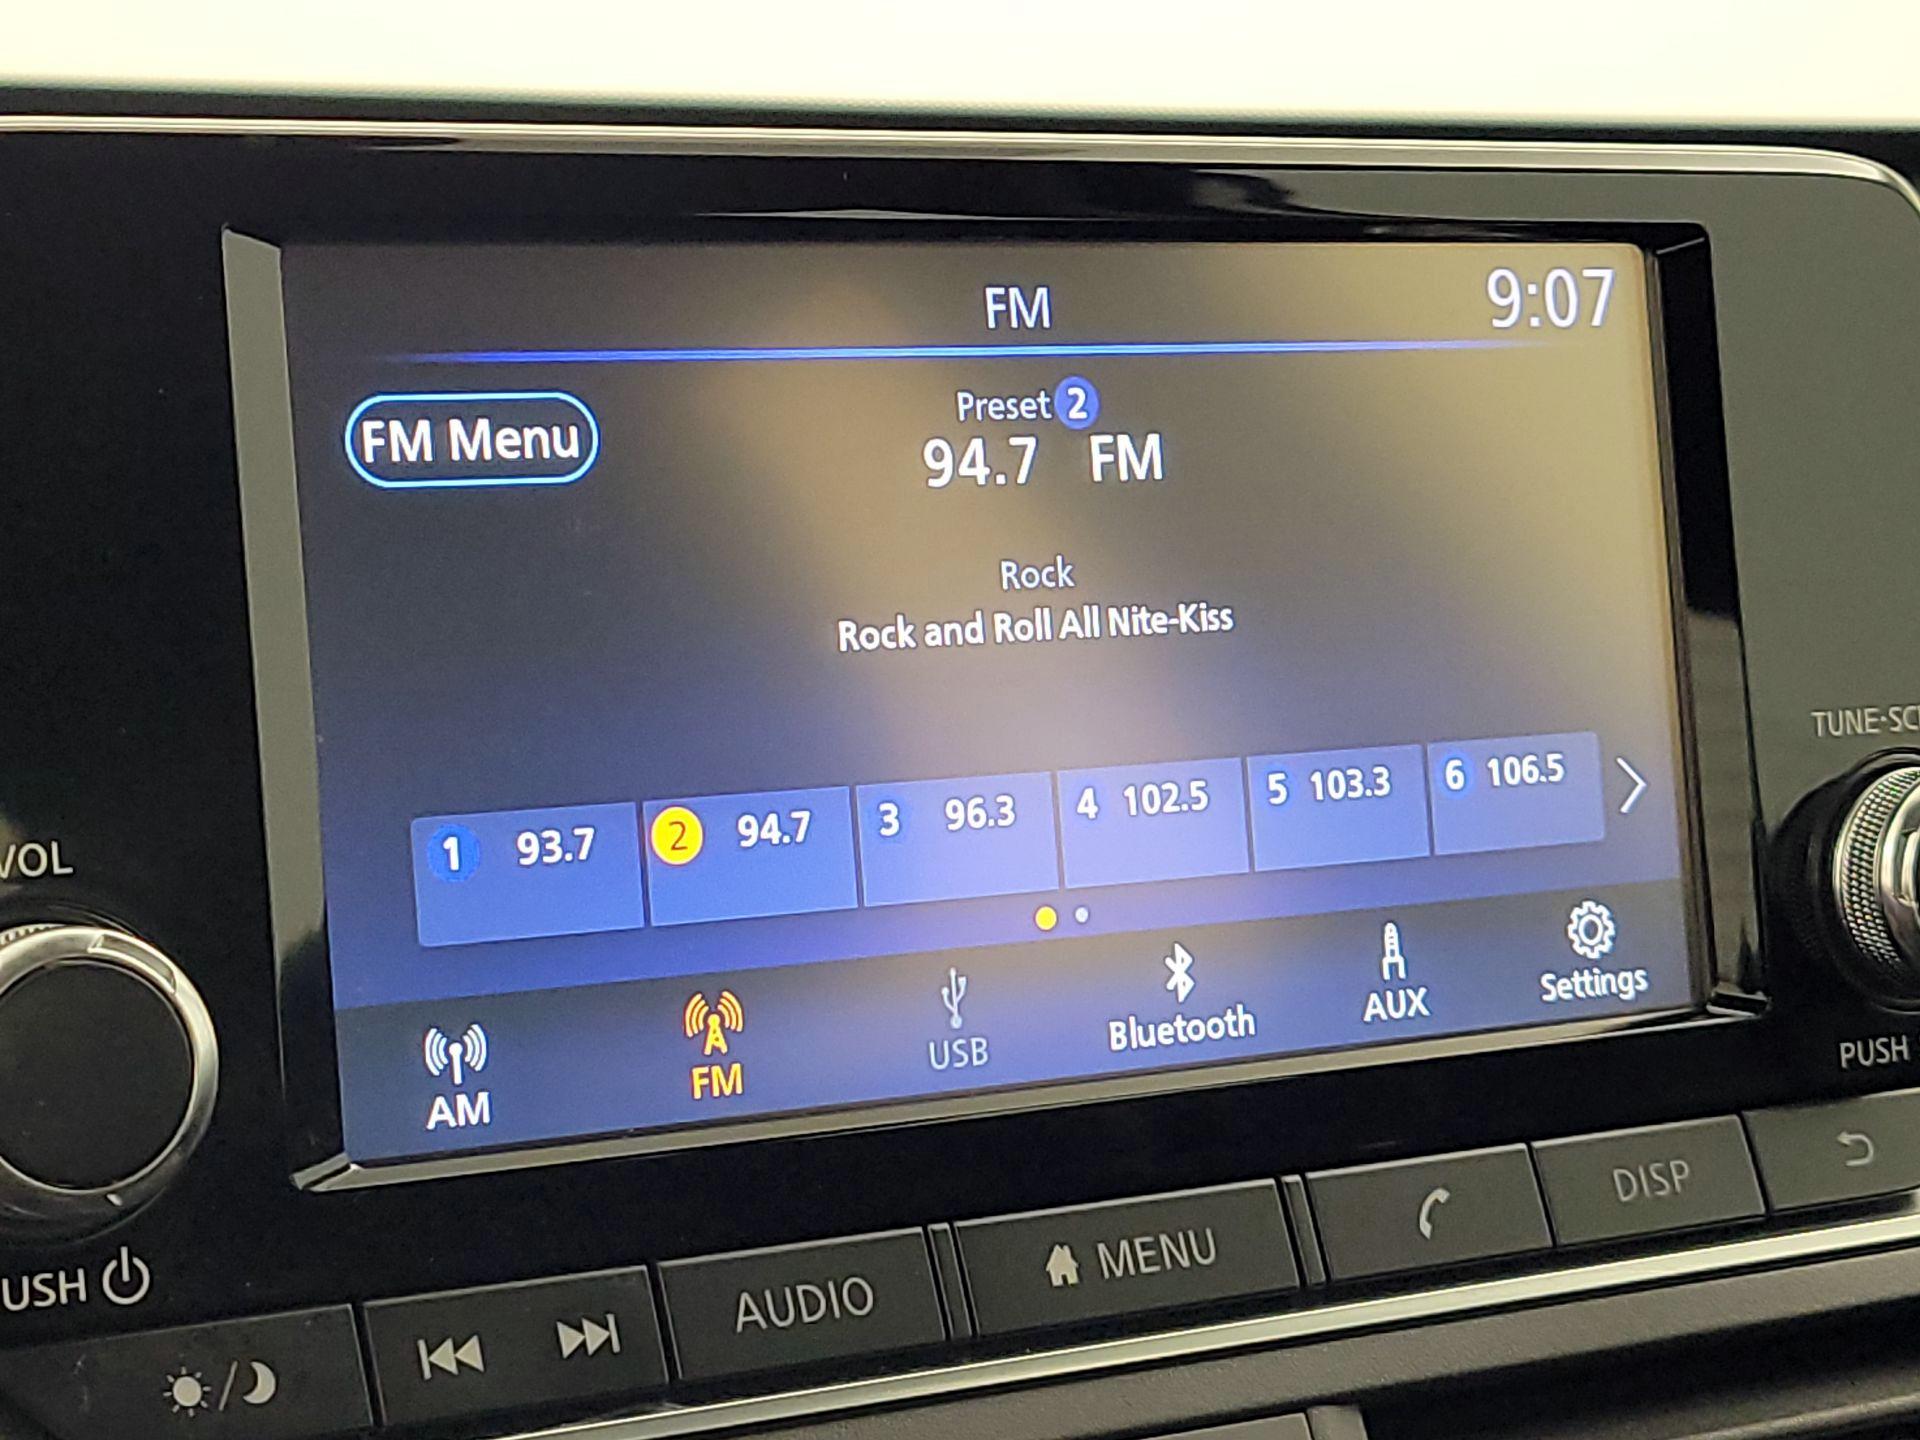 FM
9:07
FM Menu
Preset 2
94.7 FM
Rock
Rock and Roll All Nite-Kiss
1 93.7
2 94.7
3 96.3
4 102.5
5 103.3
6 106.5
AM
FM
USB
Bluetooth
AUX
Settings
VOL
USH
TUNE·SC
PUSH
AUDIO
MENU
DISP